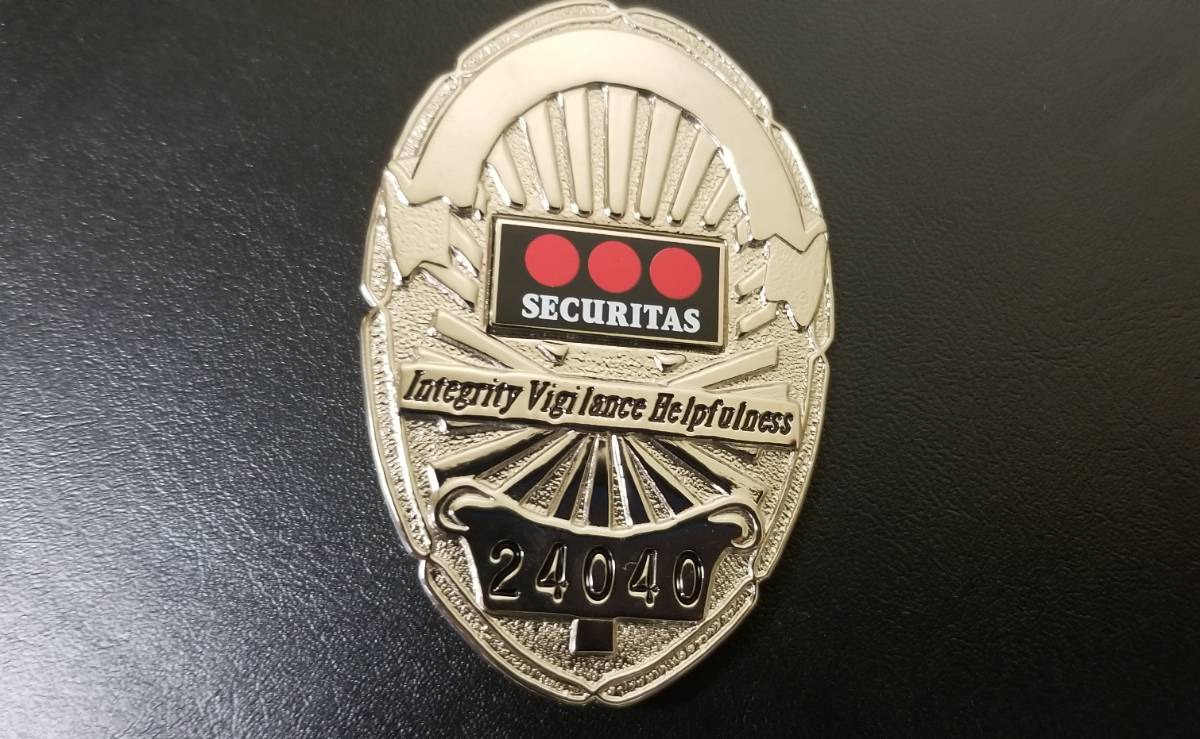 SECURITAS
Integrity Vigilance Helpfulness
24040